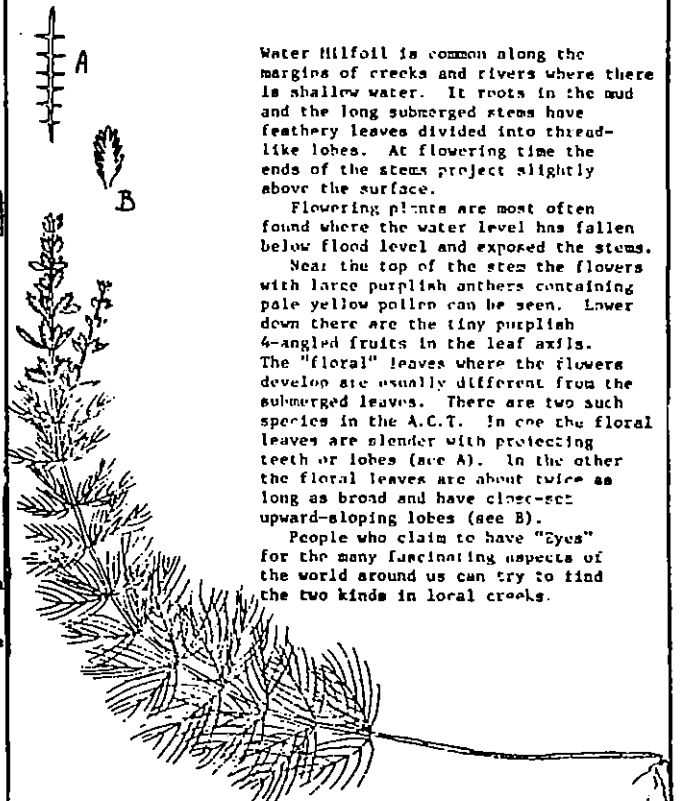 A
B
Water Milfoil is common along the
margins of creeks and rivers where there
is shallow water. It roots in the mud
and the long submerged stems have
feathery leaves divided into thread-
like lobes. At flowering time the
ends of the stems project slightly
above the surface.
Flowering plants are most often
found where the water level has fallen
below flood level and exposed the stems.
Near the top of the stem the flowers
with large purplish anthers containing
pale yellow pollen can be seen. Lower
down there are the tiny purplish
4-angled fruits in the leaf axils.
The "floral" leaves where the flowers
develop are usually different from the
submerged leaves. There are two such
species in the A.C.T. In one the floral
leaves are slender with projecting
teeth or lobes (see A). In the other
the floral leaves are about twice as
long as broad and have close-set
upward-sloping lobes (see B).
People who claim to have "Eyes"
for the many fascinating aspects of
the world around us can try to find
the two kinds in local creeks.